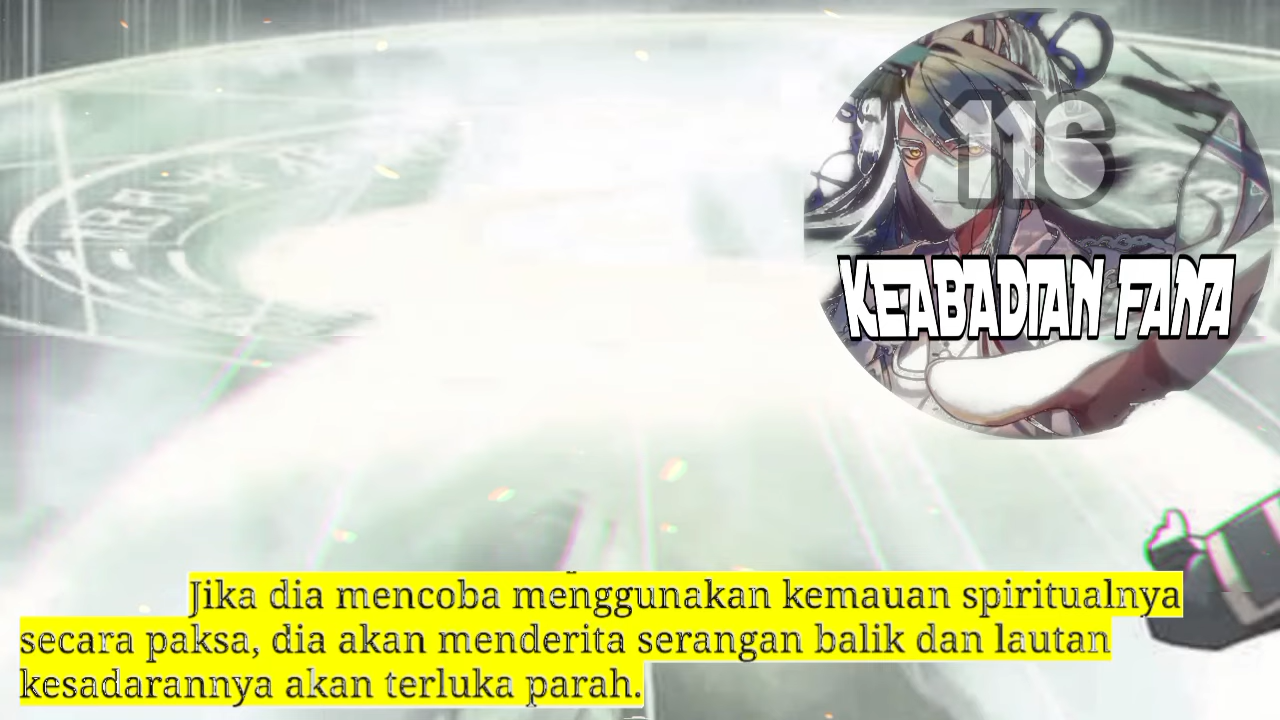 116
KEABADIAN FANA
Jika dia mencoba menggunakan kemauan spiritualnya
secara paksa, dia akan menderita serangan balik dan lautan
kesadarannya akan terluka parah.